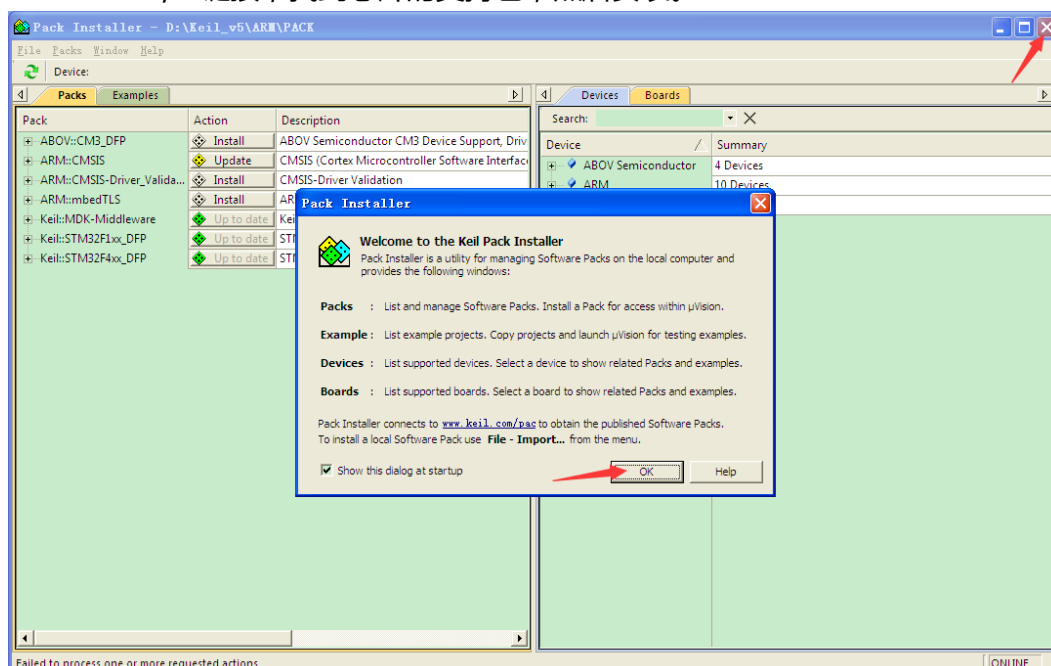 Pack Installer - D:\Keil_v5\ARM\PACK
File Packs Window Help
Device:
Packs Examples
Pack Action Description
ABOV::CM3_DFP Install ABOV Semiconductor CM3 Device Support, Driv
ARM::CMSIS Update CMSIS (Cortex Microcontroller Software Interfac
ARM::CMSIS-Driver_Valida... Install CMSIS-Driver Validation
ARM::mbedTLS Install AR
Keil::MDK-Middleware Up to date Kei
Keil::STM32F1xx_DFP Up to date STM
Keil::STM32F4xx_DFP Up to date STM
Devices Boards
Search:
Device Summary
ABOV Semiconductor 4 Devices
ARM 10 Devices
Pack Installer
Welcome to the Keil Pack Installer
Pack Installer is a utility for managing Software Packs on the local computer and
provides the following windows:
Packs : List and manage Software Packs. Install a Pack for access within µVision.
Example : List example projects. Copy projects and launch µVision for testing examples.
Devices : List supported devices. Select a device to show related Packs and examples.
Boards : List supported boards. Select a board to show related Packs and examples.
Pack Installer connects to www.keil.com/pac to obtain the published Software Packs.
To install a local Software Pack use File - Import... from the menu.
Show this dialog at startup
OK Help
Failed to process one or more requested actions
ONLINE